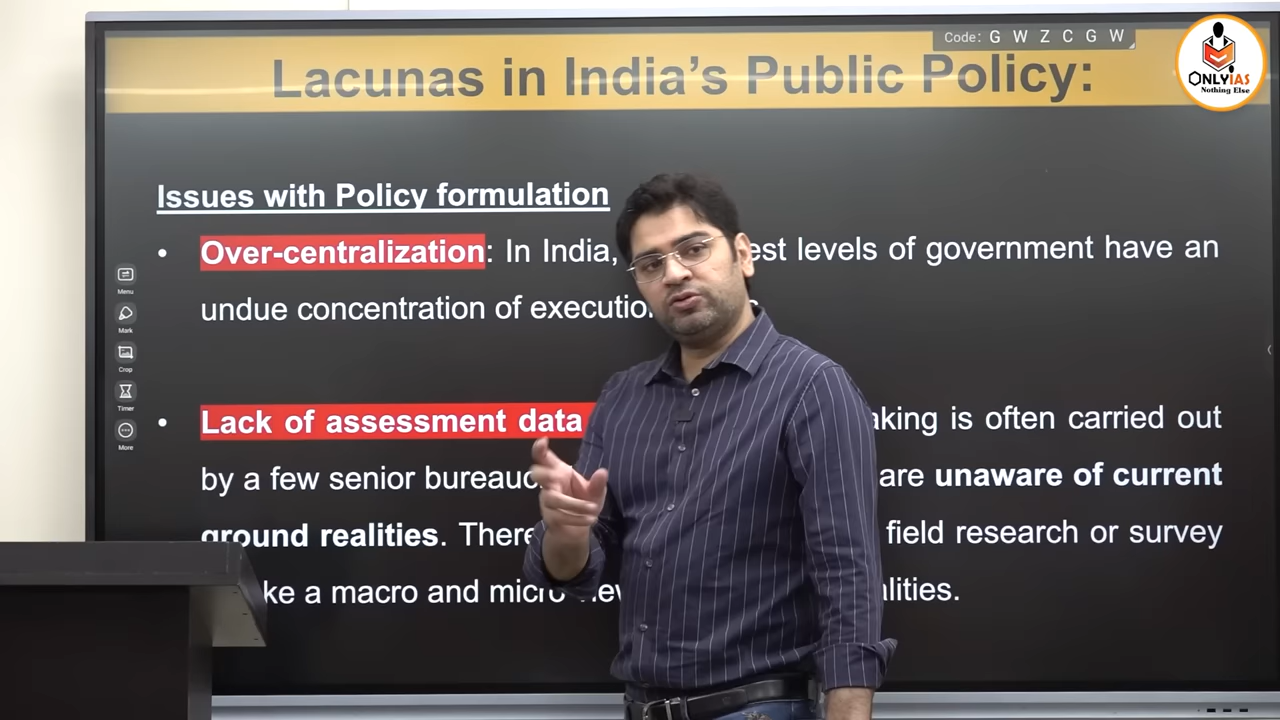 Code: G W Z C G W
Lacunas in India's Public Policy:
ONLYIAS
Nothing Else
Issues with Policy formulation
• Over-centralization: In India, est levels of government have an
undue concentration of executio
• Lack of assessment data aking is often carried out
by a few senior bureauc are unaware of current
ground realities. There field research or survey
ke a macro and micro lities.
Menu
Mark
Crop
Timer
More